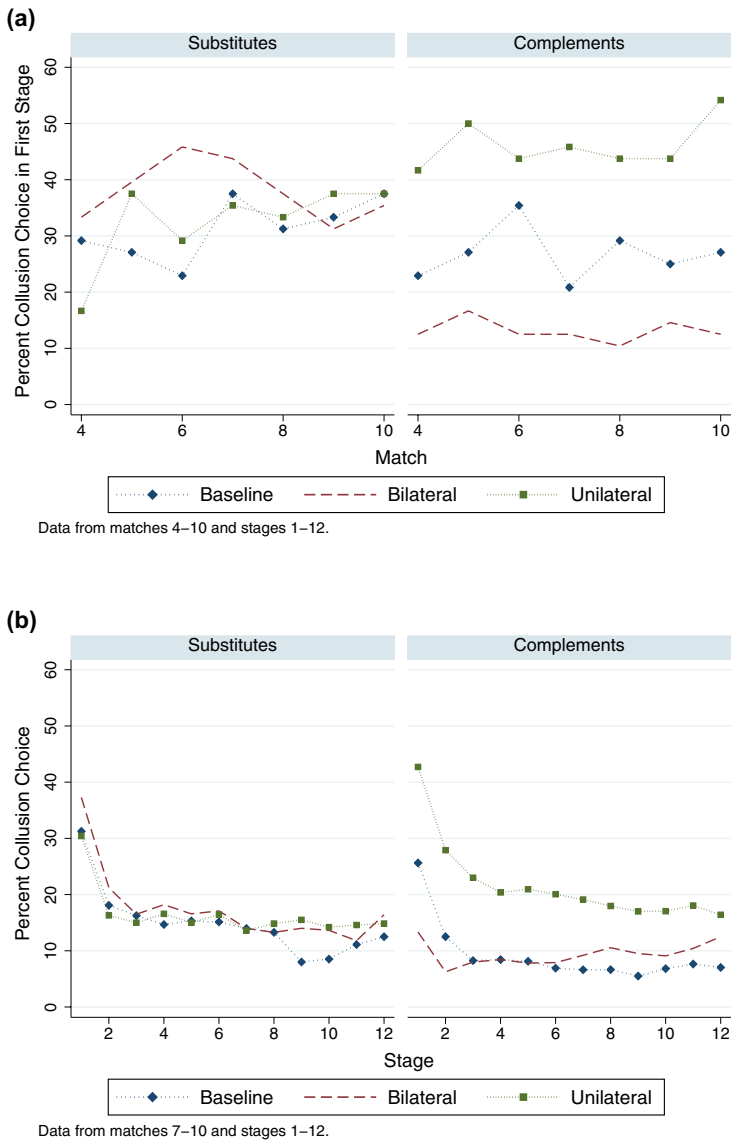 (a)
Substitutes Complements
Percent Collusion Choice in First Stage
60
50
40
30
20
10
0
4 6 8 10 4 6 8 10
Match
Baseline Bilateral Unilateral
Data from matches 4–10 and stages 1–12.
(b)
Substitutes Complements
Percent Collusion Choice
60
50
40
30
20
10
0
2 4 6 8 10 12 2 4 6 8 10 12
Stage
Baseline Bilateral Unilateral
Data from matches 7–10 and stages 1–12.